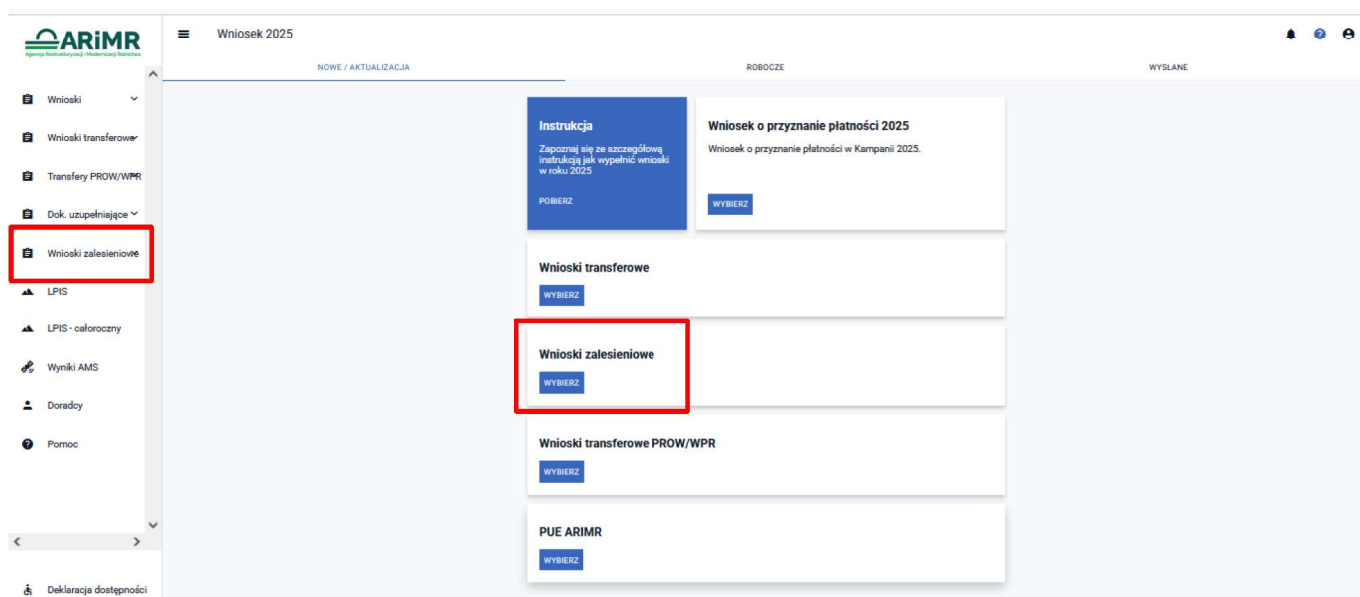 ARiMR
Agencja Restrukturyzacji i Modernizacji Rolnictwa
Wniosek 2025
NOWE / AKTUALIZACJA
ROBOCZE
WYSŁANE
Wnioski
Wnioski transferowe
Transfery PROW/WPR
Dok. uzupełniające
Wnioski zalesieniowe
LPIS
LPIS - całoroczny
Wyniki AMS
Doradcy
Pomoc
Deklaracja dostępności
Instrukcja
Zapoznaj się ze szczegółową
instrukcją jak wypełnić wnioski
w roku 2025
POBIERZ
Wniosek o przyznanie płatności 2025
Wniosek o przyznanie płatności w Kampanii 2025.
WYBIERZ
Wnioski transferowe
WYBIERZ
Wnioski zalesieniowe
WYBIERZ
Wnioski transferowe PROW/WPR
WYBIERZ
PUE ARIMR
WYBIERZ